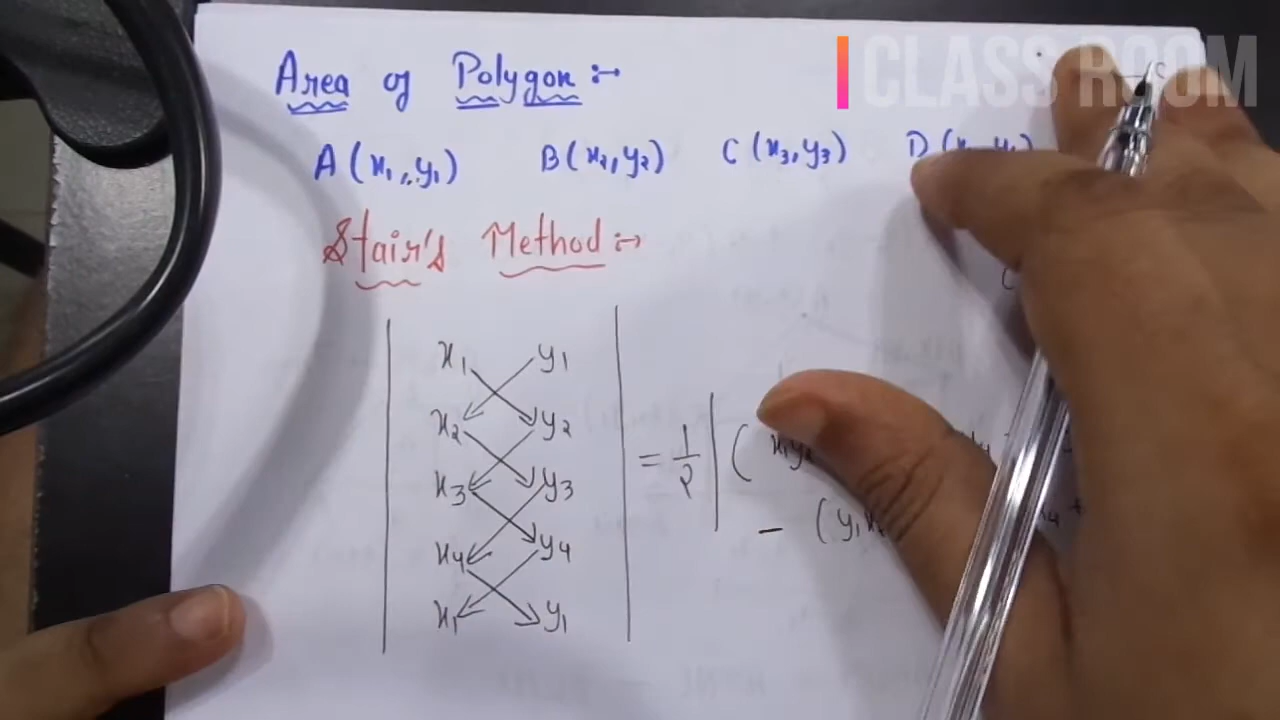 CLASS ROOM
Area of Polygon :-
A (x₁, y₁) B(x₂, y₂) C (x₃, y₃) D
Stair's Method :-
x₁ y₁
x₂ y₂
x₃ y₃
x₄ y₄
x₁ y₁
= 1/2 | (
- (y₁